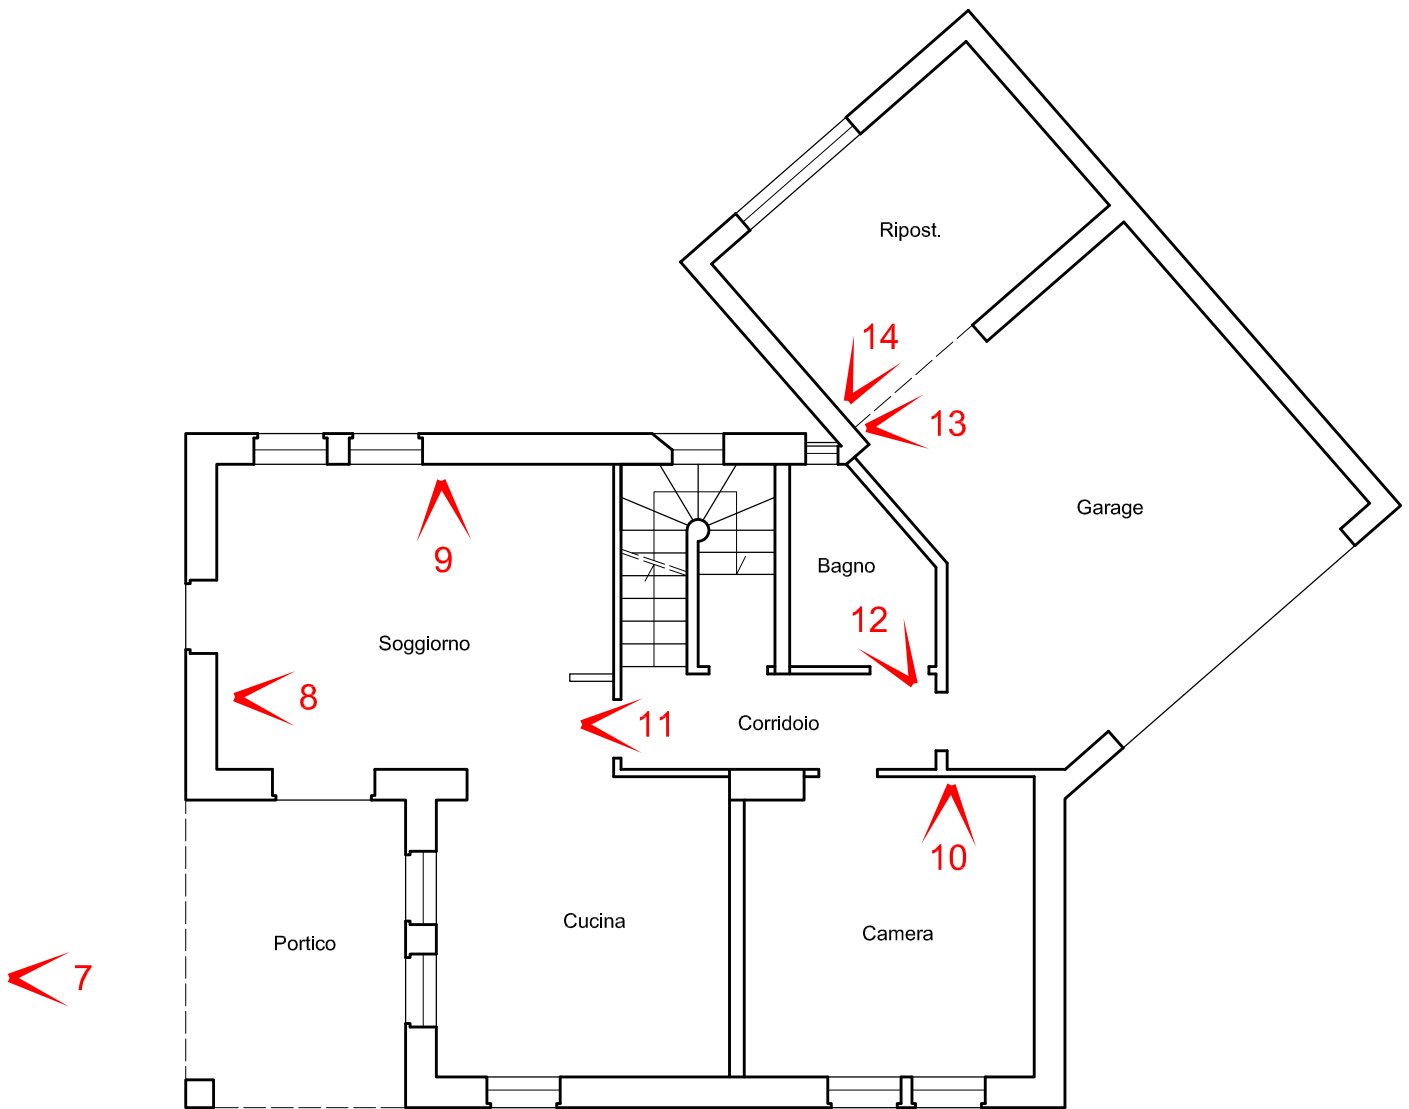 Ripost.
14
13
Garage
9
Bagno
12
Soggiorno
8
11
Corridoio
10
Cucina
Camera
Portico
7